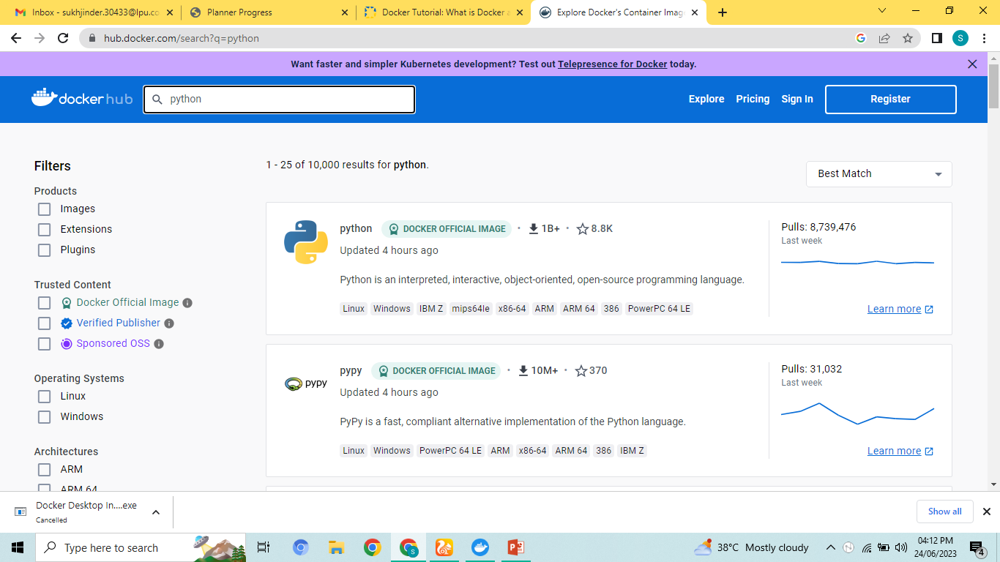 Inbox - sukhjinder.30433@lpu.co
Planner Progress
Docker Tutorial: What is Docker a
Explore Docker's Container Imag
hub.docker.com/search?q=python
S
Want faster and simpler Kubernetes development? Test out Telepresence for Docker today.
docker hub
python
Explore
Pricing
Sign In
Register
Filters
Products
Images
Extensions
Plugins
Trusted Content
Docker Official Image
Verified Publisher
Sponsored OSS
Operating Systems
Linux
Windows
Architectures
ARM
ARM 64
1 - 25 of 10,000 results for python.
Best Match
python DOCKER OFFICIAL IMAGE • 1B+ • 8.8K
Updated 4 hours ago
Python is an interpreted, interactive, object-oriented, open-source programming language.
Linux Windows IBM Z mips64le x86-64 ARM ARM 64 386 PowerPC 64 LE
Pulls: 8,739,476
Last week
Learn more
pypy
pypy DOCKER OFFICIAL IMAGE • 10M+ • 370
Updated 4 hours ago
PyPy is a fast, compliant alternative implementation of the Python language.
Linux Windows PowerPC 64 LE ARM x86-64 ARM 64 386 IBM Z
Pulls: 31,032
Last week
Learn more
Docker Desktop In....exe
Cancelled
Show all
Type here to search
S
38°C Mostly cloudy
04:12 PM
24/06/2023
4